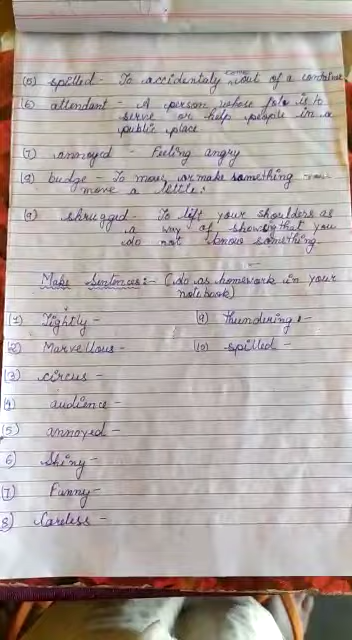 (5) spilled - To accidentaly come out of a container
(6) attendant - A person whose job is to
serve or help people in a
public place
(7) annoyed - Feeling angry
(8) budge - To move or make something
move a little.
(9) shrugged - To lift your shoulders as
a way of showing that you
do not know something.
Make Sentences:- (do as homework in your
notebook)
(1) Tightly - (9) thundering -
(2) Marvellous - (10) spilled -
(3) circus -
(4) audience -
(5) annoyed -
6) Shiny -
(7) Funny -
8) Careless -